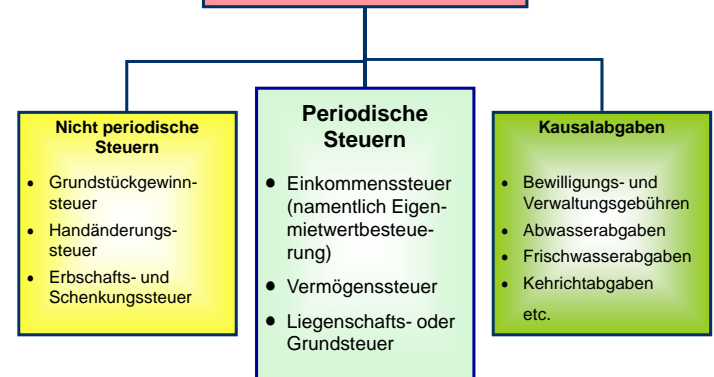 Nicht periodische
Steuern
• Grundstückgewinn-
steuer
• Handänderungs-
steuer
• Erbschafts- und
Schenkungssteuer
Periodische
Steuern
• Einkommenssteuer
(namentlich Eigen-
mietwertbesteue-
rung)
• Vermögenssteuer
• Liegenschafts- oder
Grundsteuer
Kausalabgaben
• Bewilligungs- und
Verwaltungsgebühren
• Abwasserabgaben
• Frischwasserabgaben
• Kehrichtabgaben
etc.